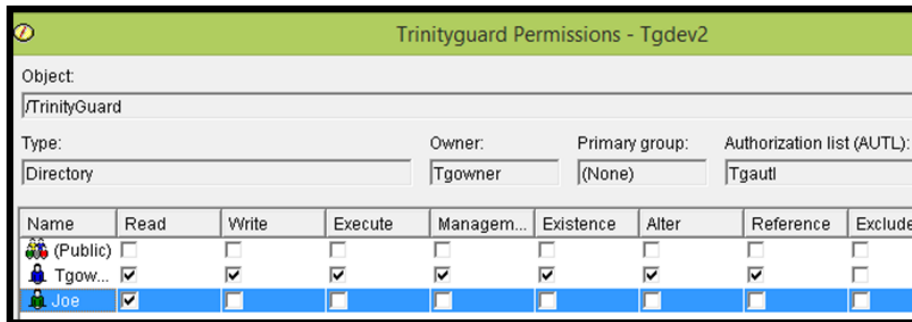 Trinityguard Permissions - Tgdev2
Object:
/TrinityGuard
Type: Owner: Primary group: Authorization list (AUTL):
Directory Tgowner (None) Tgautl
Name Read Write Execute Managem... Existence Alter Reference Exclude
(Public)
Tgow...
Joe